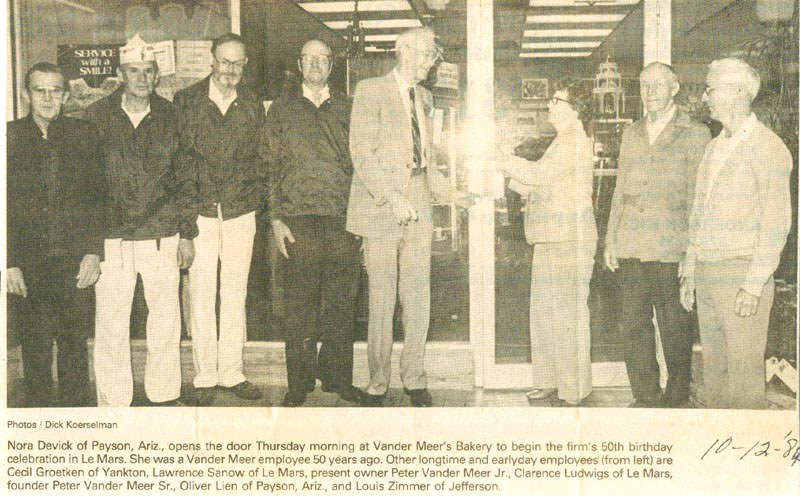 SERVICE
with a
SMILE!
Photos / Dick Koerselman
Nora Devick of Payson, Ariz., opens the door Thursday morning at Vander Meer's Bakery to begin the firm's 50th birthday
celebration in Le Mars. She was a Vander Meer employee 50 years ago. Other longtime and earlyday employees (from left) are
Cecil Groetken of Yankton, Lawrence Sanow of Le Mars, present owner Peter Vander Meer Jr., Clarence Ludwigs of Le Mars,
founder Peter Vander Meer Sr., Oliver Lien of Payson, Ariz., and Louis Zimmer of Jefferson.
10-12-'84